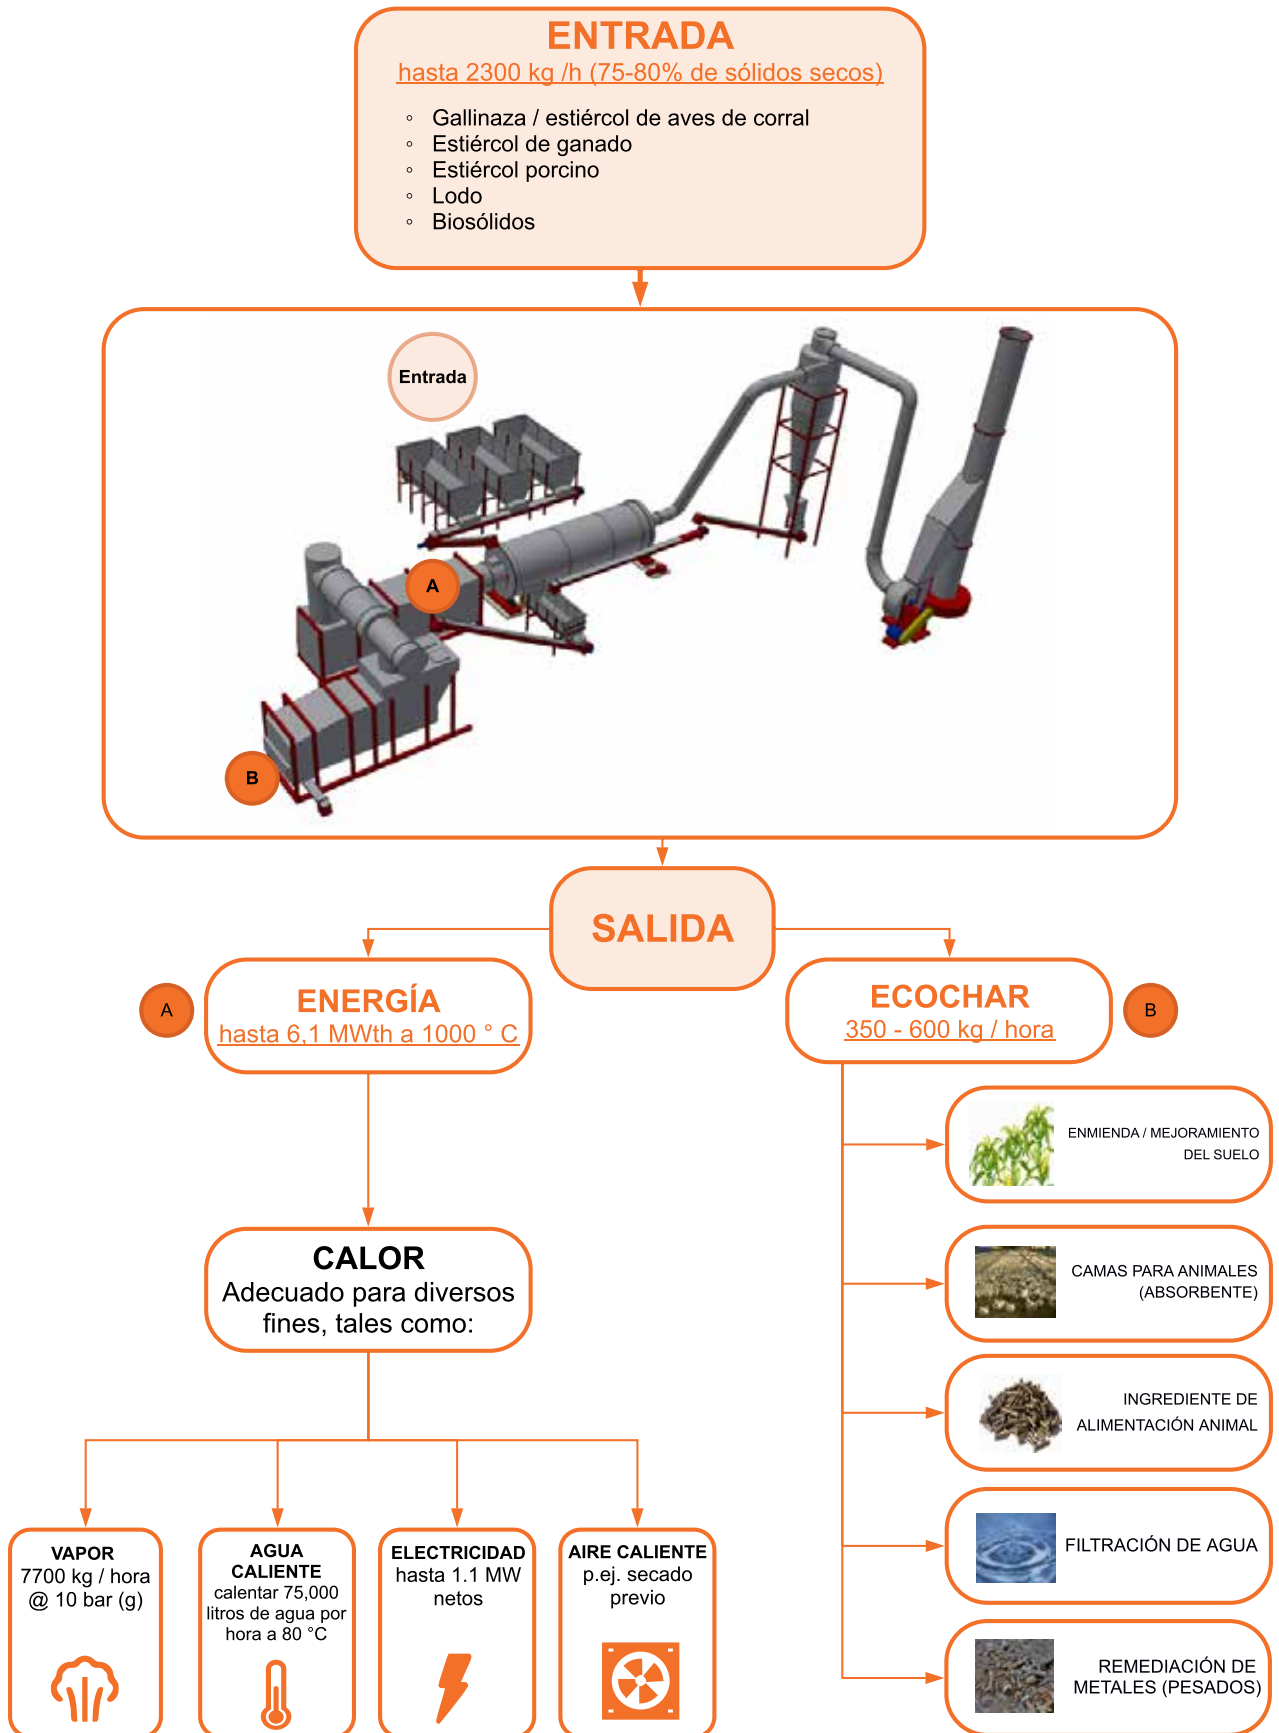 ENTRADA
hasta 2300 kg /h (75-80% de sólidos secos)
◦ Gallinaza / estiércol de aves de corral
◦ Estiércol de ganado
◦ Estiércol porcino
◦ Lodo
◦ Biosólidos
Entrada
A
B
SALIDA
A
ENERGÍA
hasta 6,1 MWth a 1000 ° C
ECOCHAR
350 - 600 kg / hora
B
ENMIENDA / MEJORAMIENTO
DEL SUELO
CALOR
Adecuado para diversos
fines, tales como:
CAMAS PARA ANIMALES
(ABSORBENTE)
INGREDIENTE DE
ALIMENTACIÓN ANIMAL
FILTRACIÓN DE AGUA
REMEDIACIÓN DE
METALES (PESADOS)
VAPOR
7700 kg / hora
@ 10 bar (g)
AGUA
CALIENTE
calentar 75,000
litros de agua por
hora a 80 °C
ELECTRICIDAD
hasta 1.1 MW
netos
AIRE CALIENTE
p.ej. secado
previo